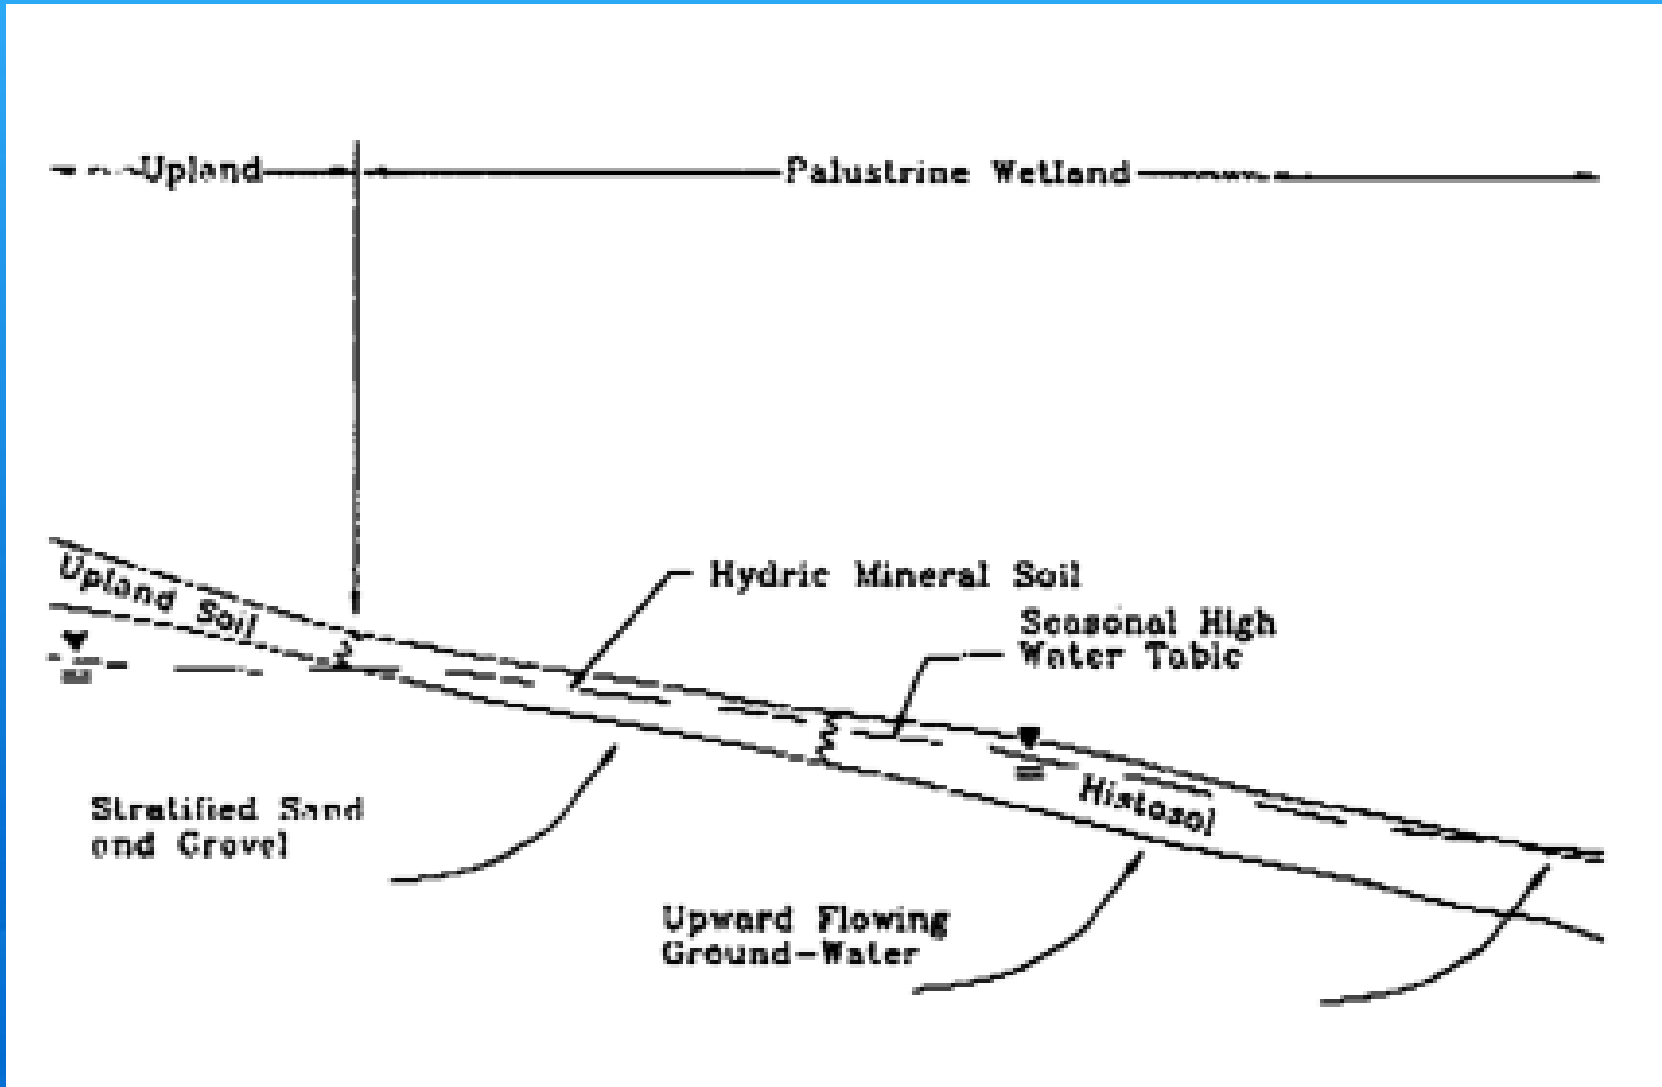 Upland
Palustrine Wetland
Upland Soil
Hydric Mineral Soil
Seasonal High
Water Table
Histosol
Stratified Sand
and Gravel
Upward Flowing
Ground-Water